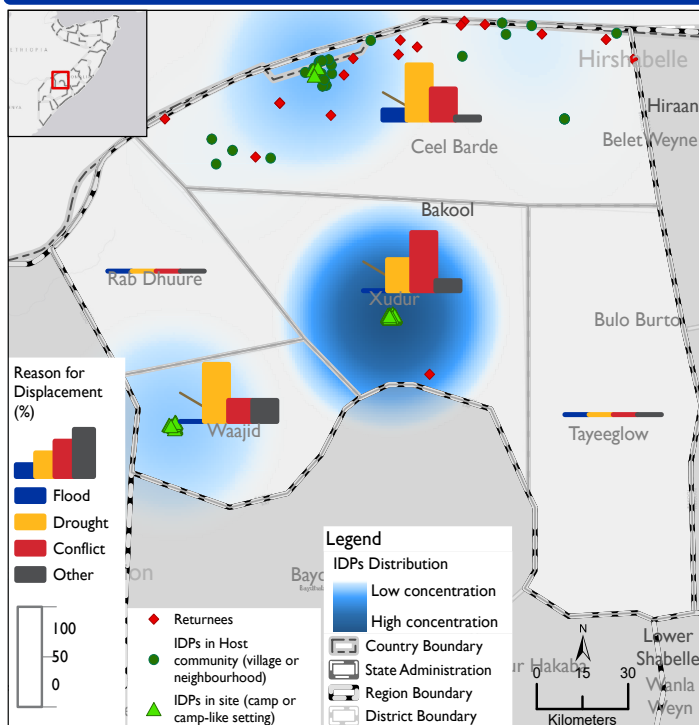 ETHIOPIA
Hirshabelle
Hiraan
Belet Weyne
Ceel Barde
Bakool
Rab Dhuure
Xudur
Bulo Burto
Waajid
Tayeeglow
Reason for
Displacement
(%)
Flood
Drought
Conflict
Other
100
50
0
Returnees
IDPs in Host
community (village or
neighbourhood)
IDPs in site (camp or
camp-like setting)
Legend
IDPs Distribution
Low concentration
High concentration
Country Boundary
State Administration
Region Boundary
District Boundary
N
0
15
30
Kilometers
Lower
Shabelle
Wanla
Weyn